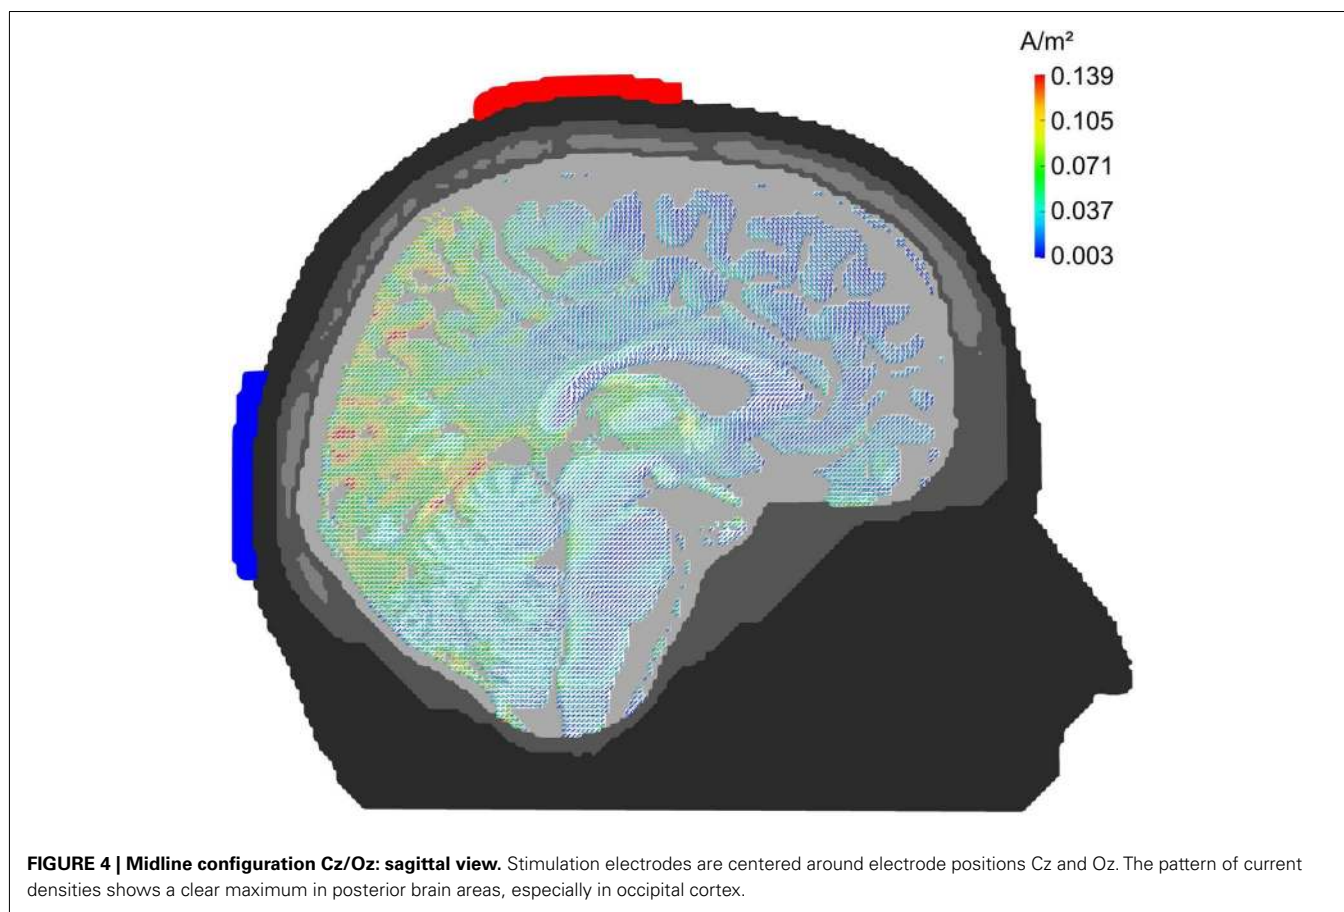 A/m²
0.139
0.105
0.071
0.037
0.003
FIGURE 4 | Midline configuration Cz/Oz: sagittal view. Stimulation electrodes are centered around electrode positions Cz and Oz. The pattern of current
densities shows a clear maximum in posterior brain areas, especially in occipital cortex.